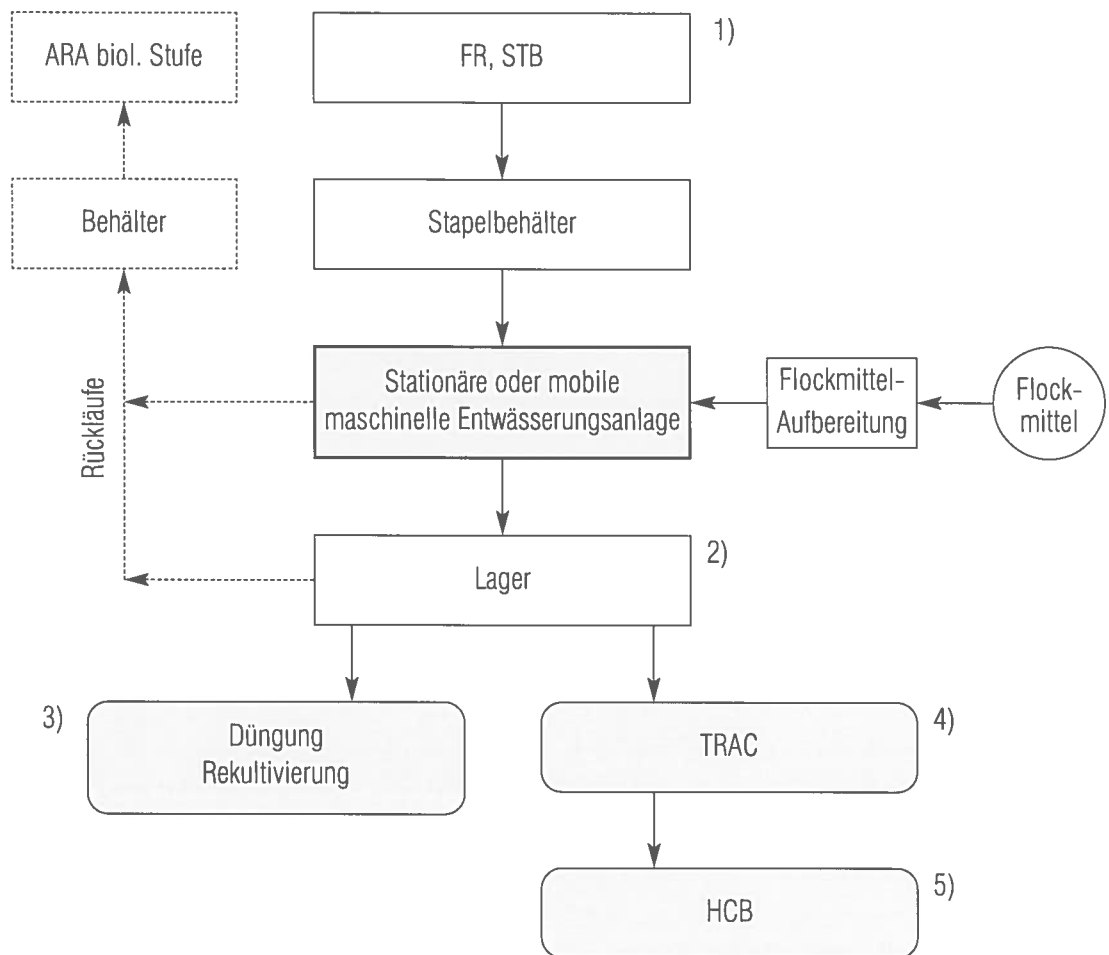 ARA biol. Stufe
FR, STB
1)
Behälter
Stapelbehälter
Rückläufe
Stationäre oder mobile
maschinelle Entwässerungsanlage
Flockmittel-
Aufbereitung
Flock-
mittel
Lager
2)
3)
Düngung
Rekultivierung
TRAC
4)
HCB
5)